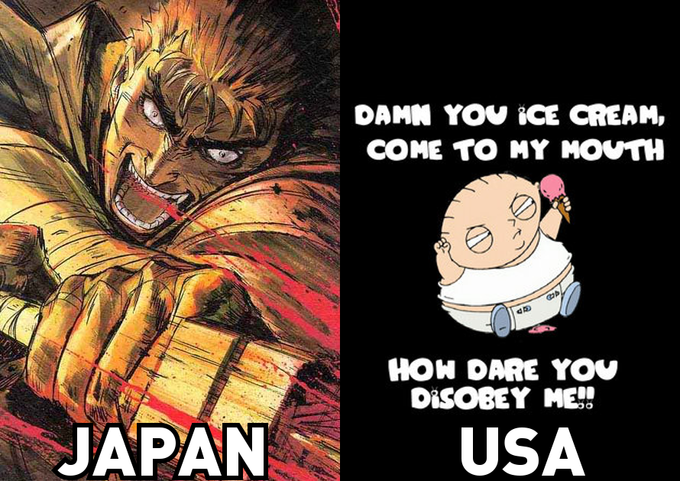 DAMN YOU iCE CREAM,
COME TO MY MOUTH
HOW DARE YOU
DiSOBEY ME!!
JAPAN
USA